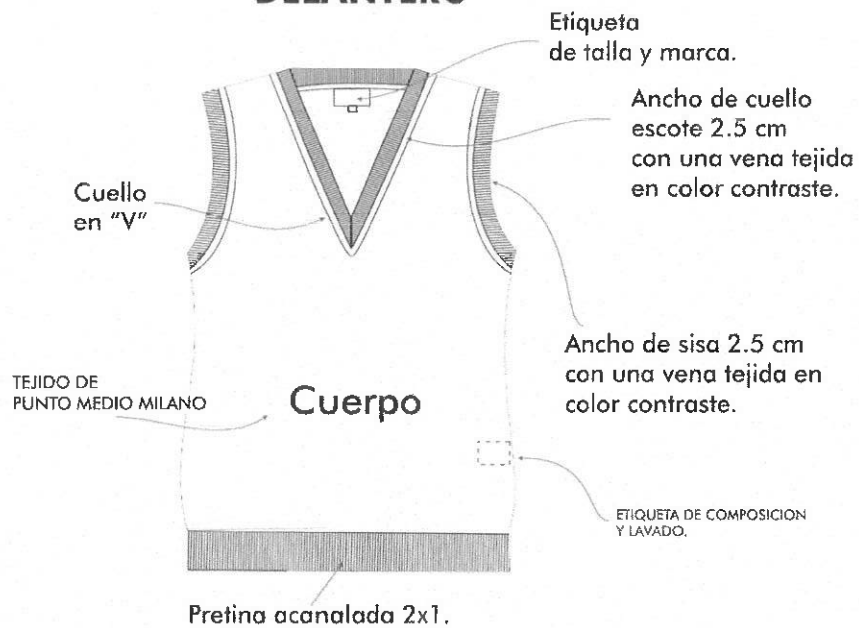 DELANTERO
Etiqueta
de talla y marca.
Ancho de cuello
escote 2.5 cm
con una vena tejida
en color contraste.
Cuello
en "V"
Ancho de sisa 2.5 cm
con una vena tejida en
color contraste.
TEJIDO DE
PUNTO MEDIO MILANO
Cuerpo
ETIQUETA DE COMPOSICION
Y LAVADO.
Pretina acanalada 2x1.